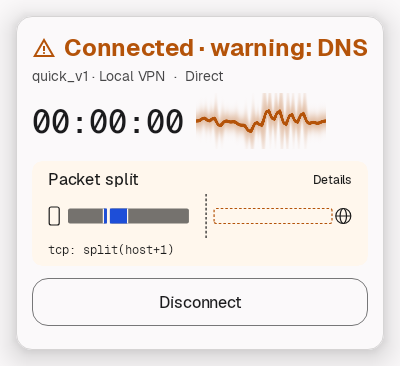 Connected · warning: DNS
quick_v1 · Local VPN · Direct
00:00:00
Packet split Details
tcp: split(host+1)
Disconnect